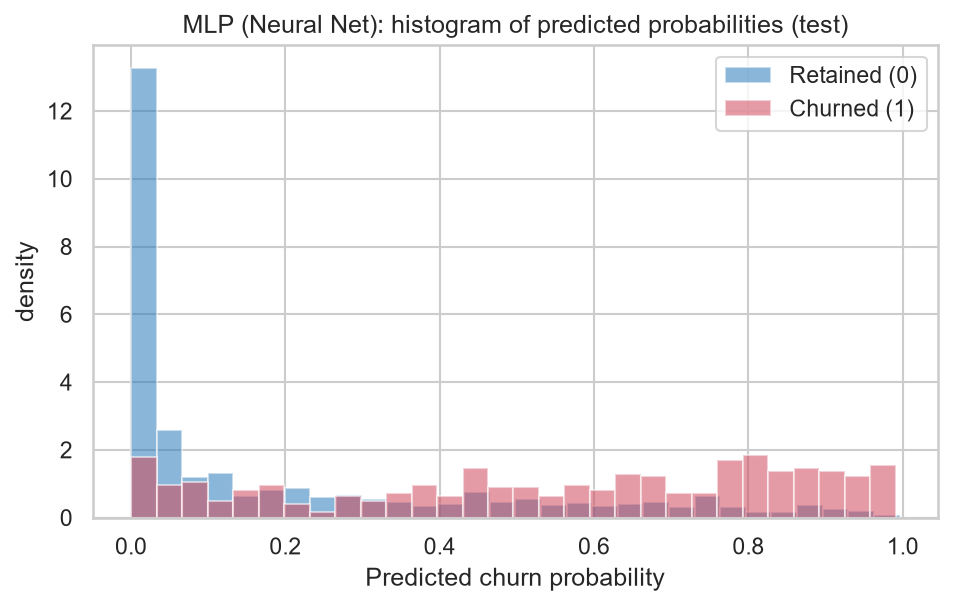 MLP (Neural Net): histogram of predicted probabilities (test)
Retained (0)
Churned (1)
density
12
10
8
6
4
2
0
0.0 0.2 0.4 0.6 0.8 1.0
Predicted churn probability